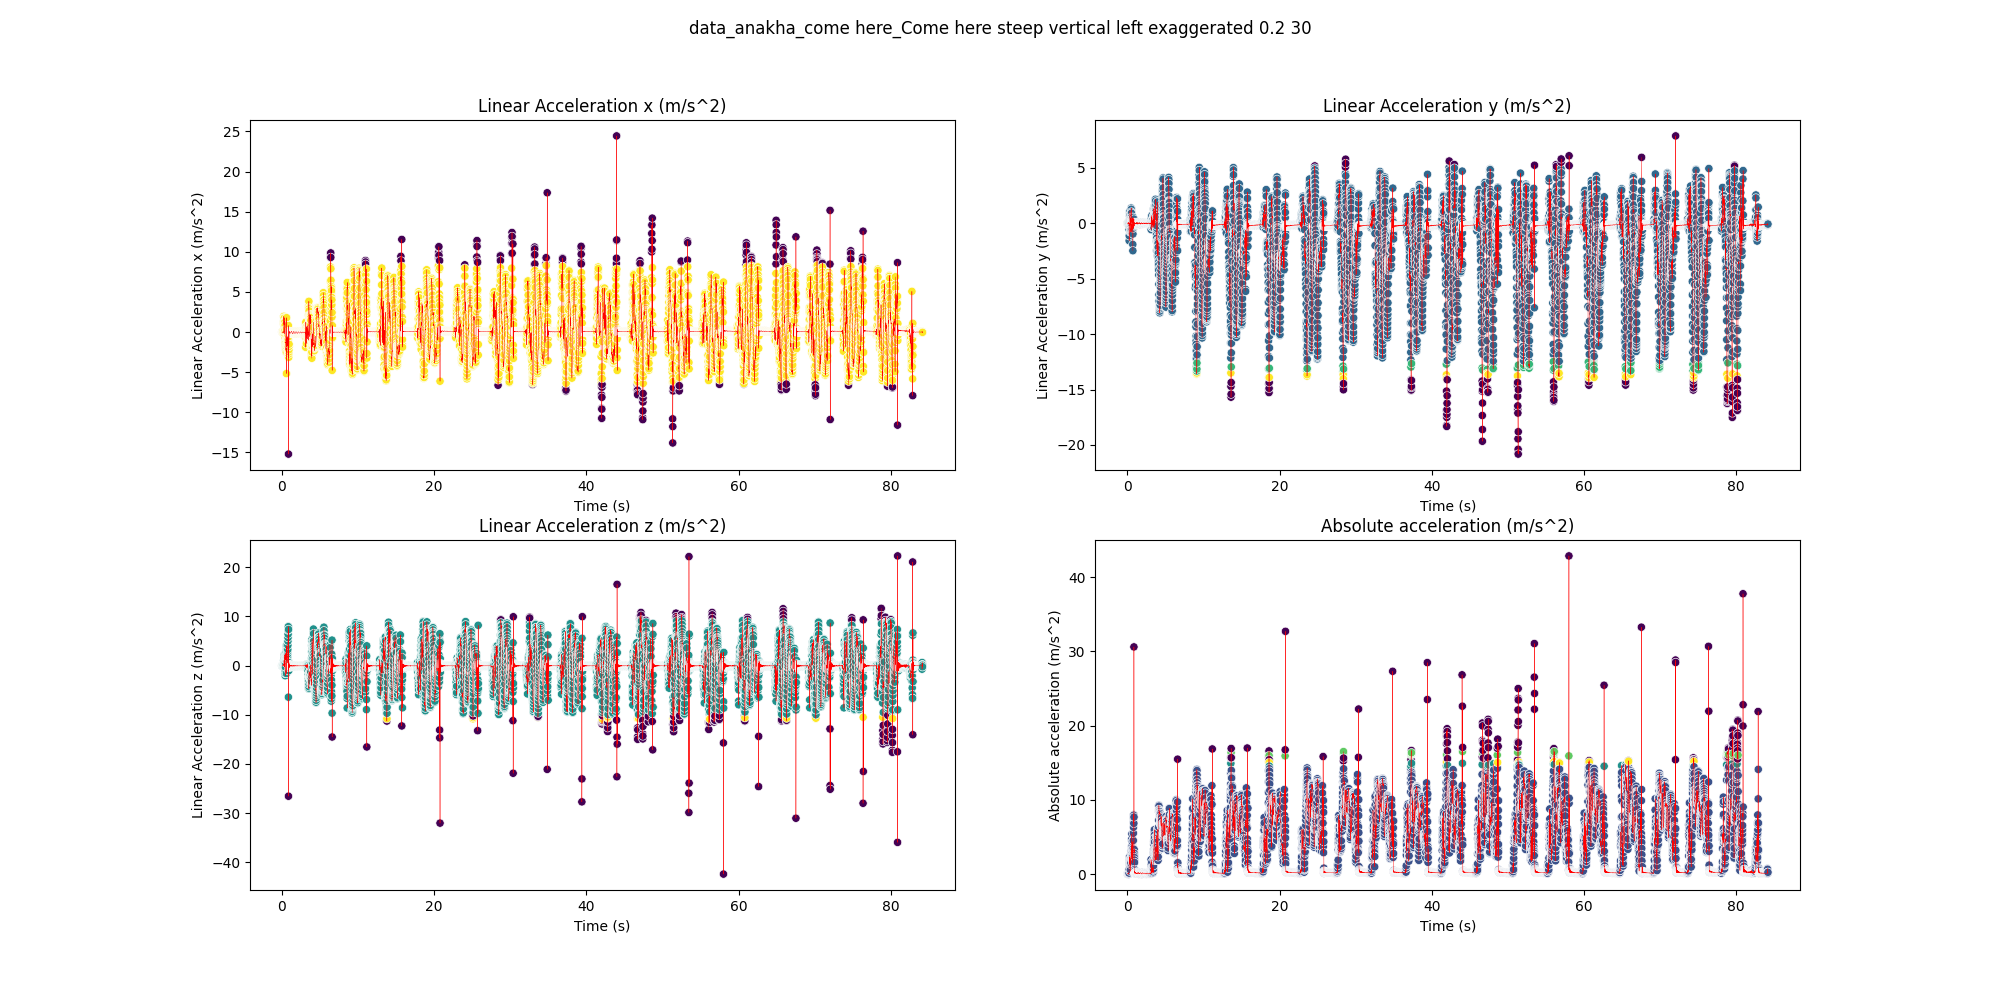 data_anakha_come here_Come here steep vertical left exaggerated 0.2 30
Linear Acceleration x (m/s^2)
Linear Acceleration x (m/s^2)
25
20
15
10
5
0
−5
−10
−15
0 20 40 60 80
Time (s)
Linear Acceleration y (m/s^2)
Linear Acceleration y (m/s^2)
5
0
−5
−10
−15
−20
0 20 40 60 80
Time (s)
Linear Acceleration z (m/s^2)
Linear Acceleration z (m/s^2)
20
10
0
−10
−20
−30
−40
0 20 40 60 80
Time (s)
Absolute acceleration (m/s^2)
Absolute acceleration (m/s^2)
40
30
20
10
0
0 20 40 60 80
Time (s)